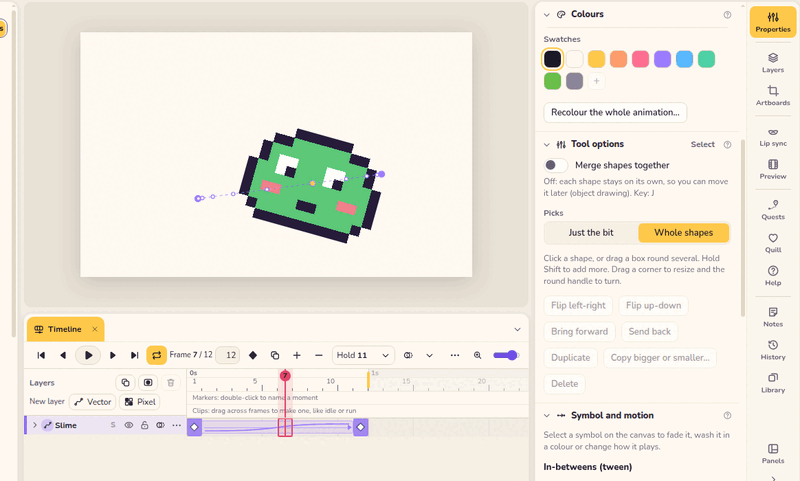 s
Colours
Swatches
Recolour the whole animation...
Tool options
Select
Merge shapes together
Off: each shape stays on its own, so you can move
it later (object drawing). Key: J
Picks
Just the bit
Whole shapes
Click a shape, or drag a box round several. Hold
Shift to add more. Drag a corner to resize and the
round handle to turn.
Flip left-right
Flip up-down
Bring forward
Send back
Duplicate
Copy bigger or smaller...
Delete
Symbol and motion
Select a symbol on the canvas to fade it, wash it in
a colour or change how it plays.
In-betweens (tween)
Properties
Layers
Artboards
Lip sync
Preview
Quests
Quill
Help
Notes
History
Library
Panels
Timeline
Frame 7 / 12
12
Hold 11
Layers
0s
7
1s
1
5
10
15
20
New layer
Vector
Pixel
Markers: double-click to name a moment
Clips: drag across frames to make one, like idle or run
Slime
S